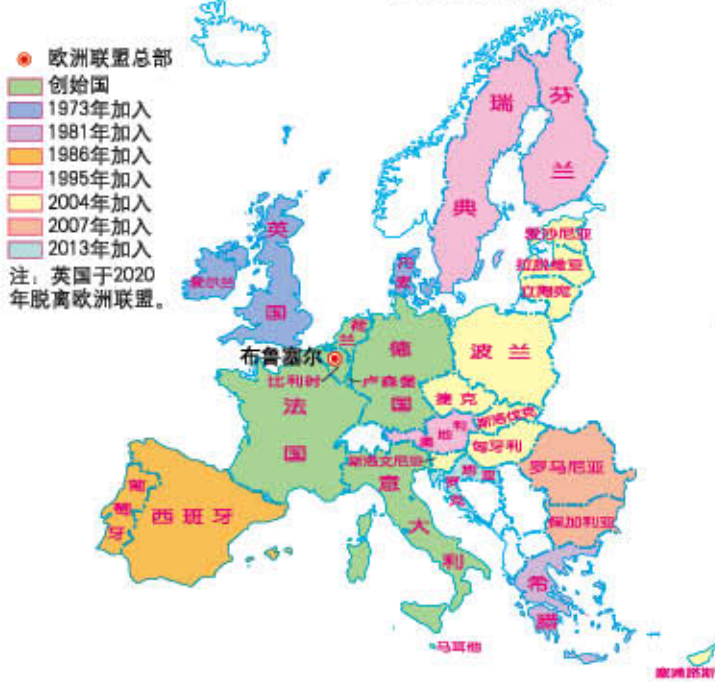 欧洲联盟总部
创始国
1973年加入
1981年加入
1986年加入
1995年加入
2004年加入
2007年加入
2013年加入
注：英国于2020
年脱离欧洲联盟。
瑞典
芬兰
爱沙尼亚
拉脱维亚
立陶宛
英国
爱尔兰
丹麦
荷兰
布鲁塞尔
比利时
卢森堡
德国
波兰
法国
捷克
斯洛伐克
奥地利
匈牙利
斯洛文尼亚
克罗地亚
罗马尼亚
保加利亚
意大利
葡萄牙
西班牙
希腊
马耳他
塞浦路斯